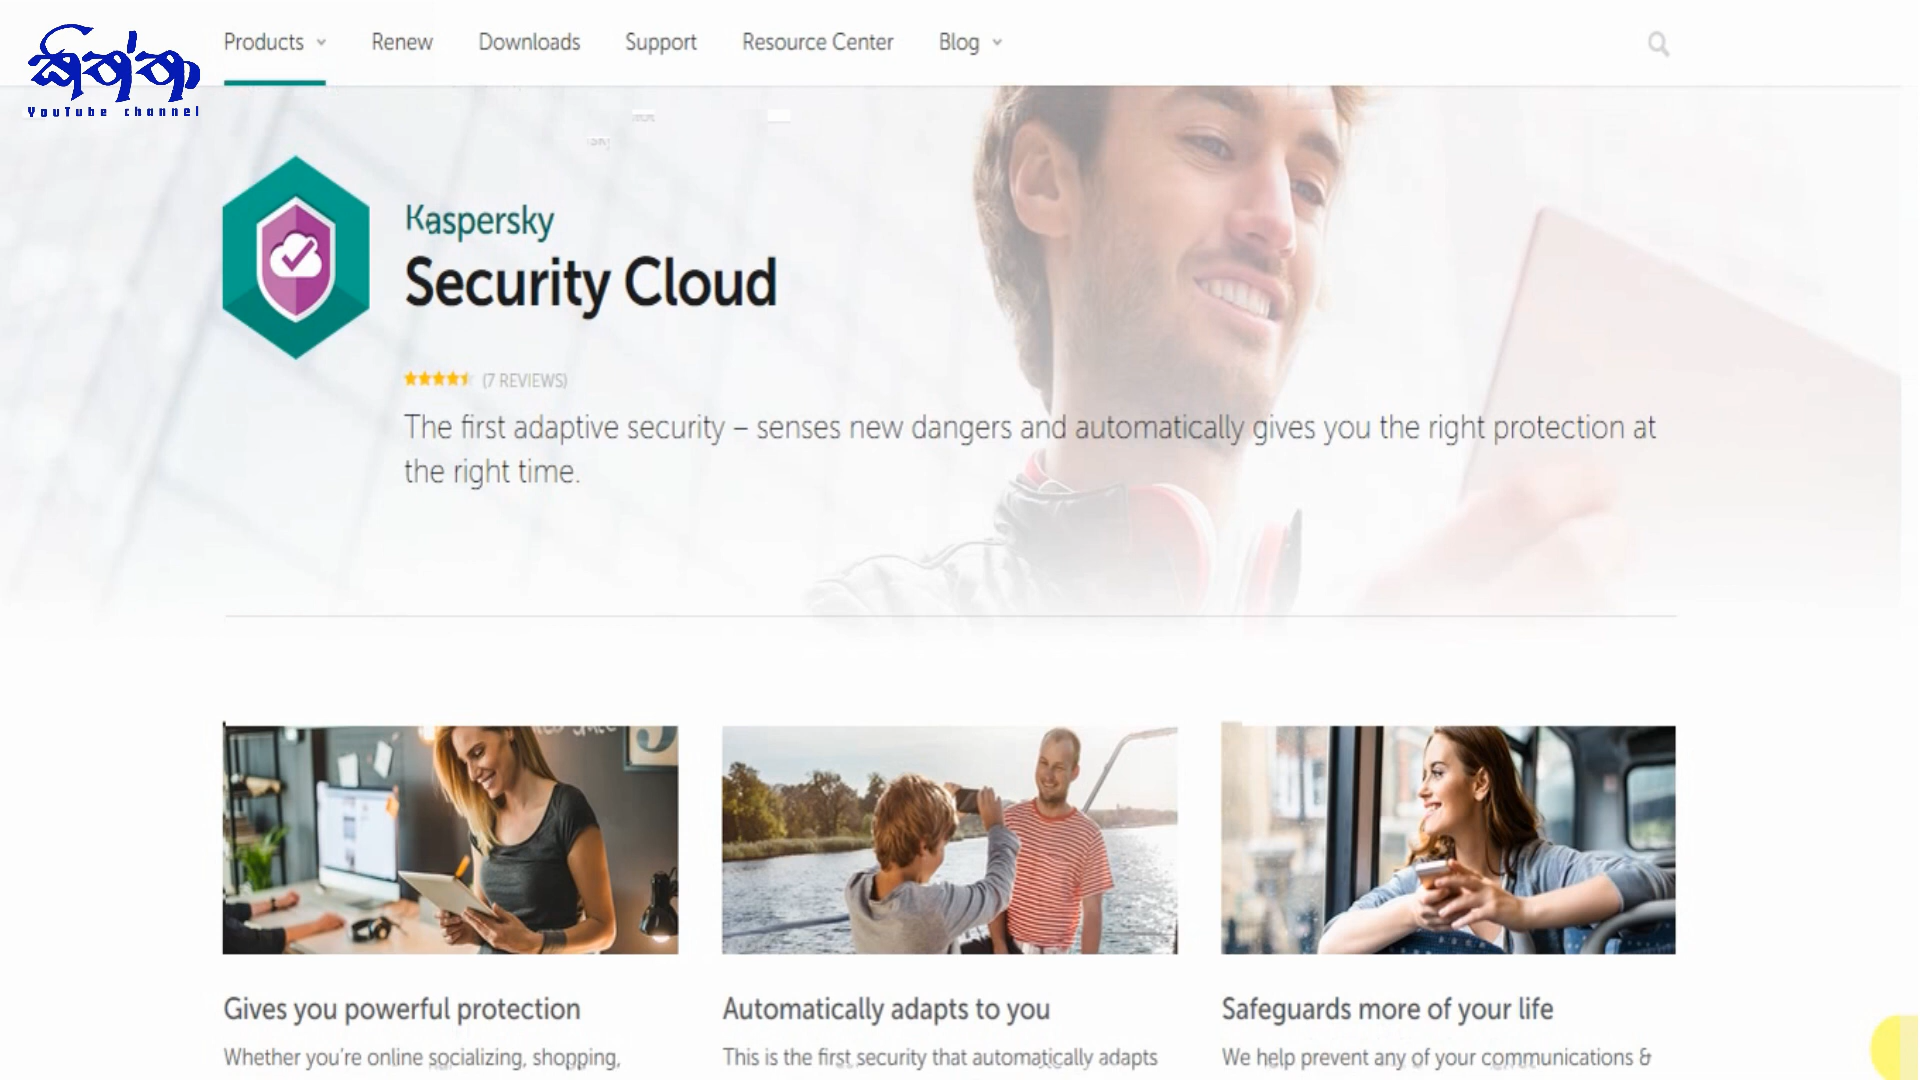 කිත්තා
YouTube channel
Products
Renew
Downloads
Support
Resource Center
Blog
Kaspersky
Security Cloud
(7 REVIEWS)
The first adaptive security – senses new dangers and automatically gives you the right protection at
the right time.
Gives you powerful protection
Whether you're online socializing, shopping,
Automatically adapts to you
This is the first security that automatically adapts
Safeguards more of your life
We help prevent any of your communications &